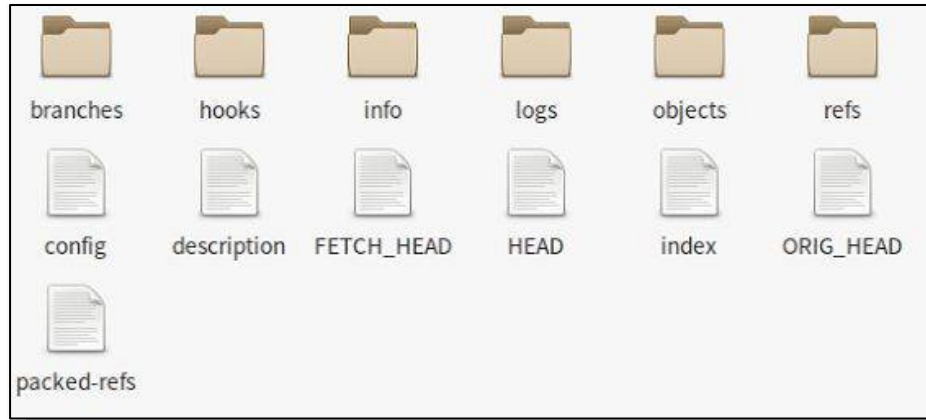 branches hooks info logs objects refs
config description FETCH_HEAD HEAD index ORIG_HEAD
packed-refs